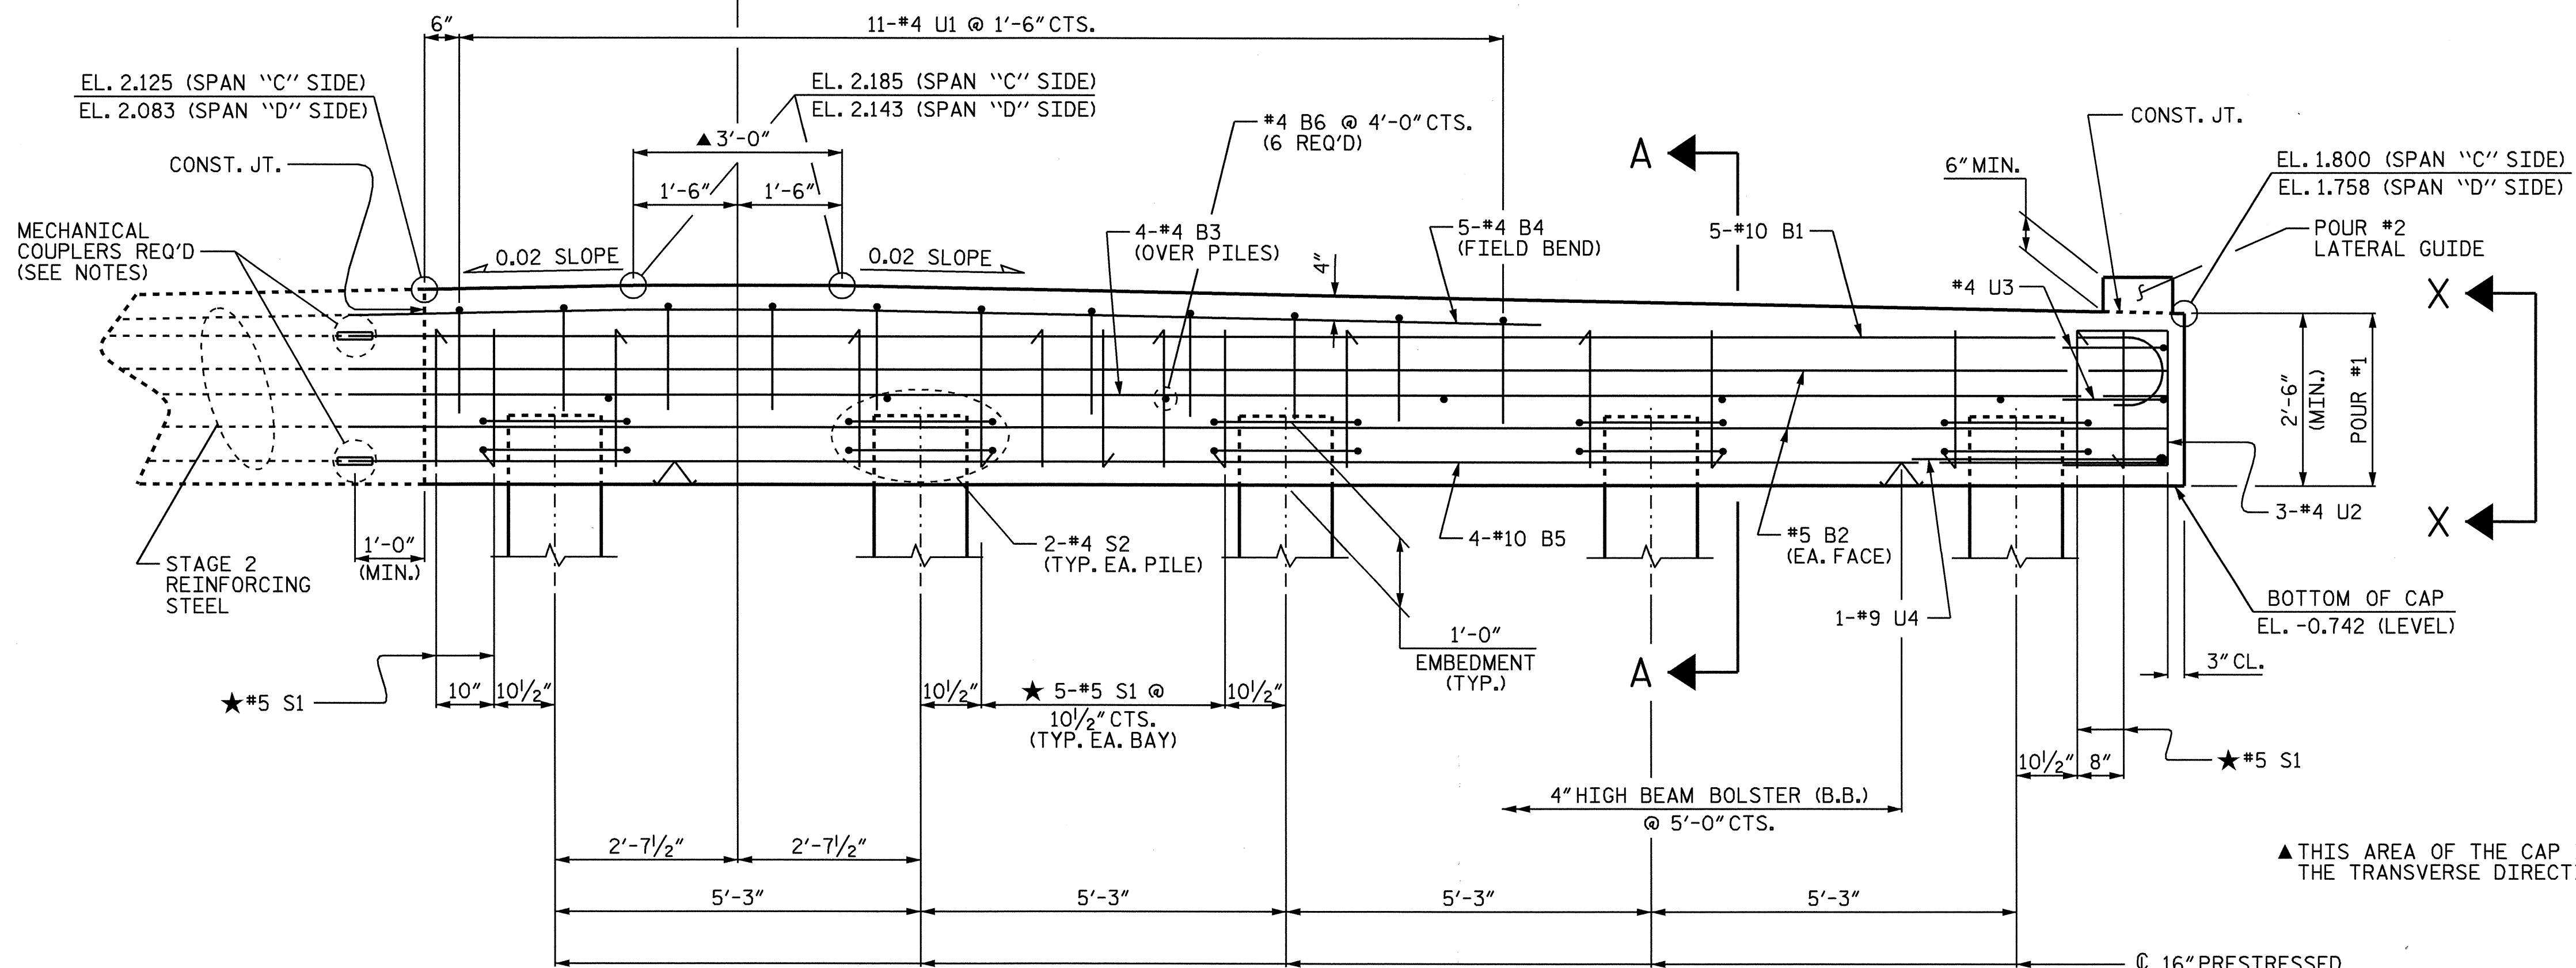 6"
11-#4 U1 @ 1'-6" CTS.
EL. 2.125 (SPAN "C" SIDE)
EL. 2.083 (SPAN "D" SIDE)
EL. 2.185 (SPAN "C" SIDE)
EL. 2.143 (SPAN "D" SIDE)
▲ 3'-0"
1'-6"
1'-6"
#4 B6 @ 4'-0" CTS.
(6 REQ'D)
A
CONST. JT.
6" MIN.
EL. 1.800 (SPAN "C" SIDE)
EL. 1.758 (SPAN "D" SIDE)
CONST. JT.
MECHANICAL
COUPLERS REQ'D
(SEE NOTES)
0.02 SLOPE
0.02 SLOPE
4-#4 B3
(OVER PILES)
4"
5-#4 B4
(FIELD BEND)
5-#10 B1
POUR #2
LATERAL GUIDE
#4 U3
X
2'-6"
(MIN.)
POUR #1
X
3-#4 U2
1'-0"
(MIN.)
STAGE 2
REINFORCING
STEEL
2-#4 S2
(TYP. EA. PILE)
4-#10 B5
#5 B2
(EA. FACE)
1-#9 U4
BOTTOM OF CAP
EL. -0.742 (LEVEL)
1'-0"
EMBEDMENT
(TYP.)
A
3" CL.
★ #5 S1
10"
10½"
10½"
★ 5-#5 S1 @
10½" CTS.
(TYP. EA. BAY)
10½"
10½"
8"
★ #5 S1
4" HIGH BEAM BOLSTER (B.B.)
@ 5'-0" CTS.
2'-7½"
2'-7½"
▲ THIS AREA OF THE CAP
THE TRANSVERSE DIRECTI
5'-3"
5'-3"
5'-3"
5'-3"
℄ 16" PRESTRESSED